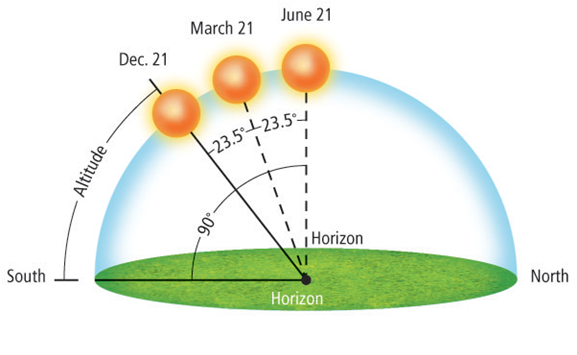 June 21
March 21
Dec. 21
23.5°
23.5°
Altitude
90°
Horizon
South
North
Horizon